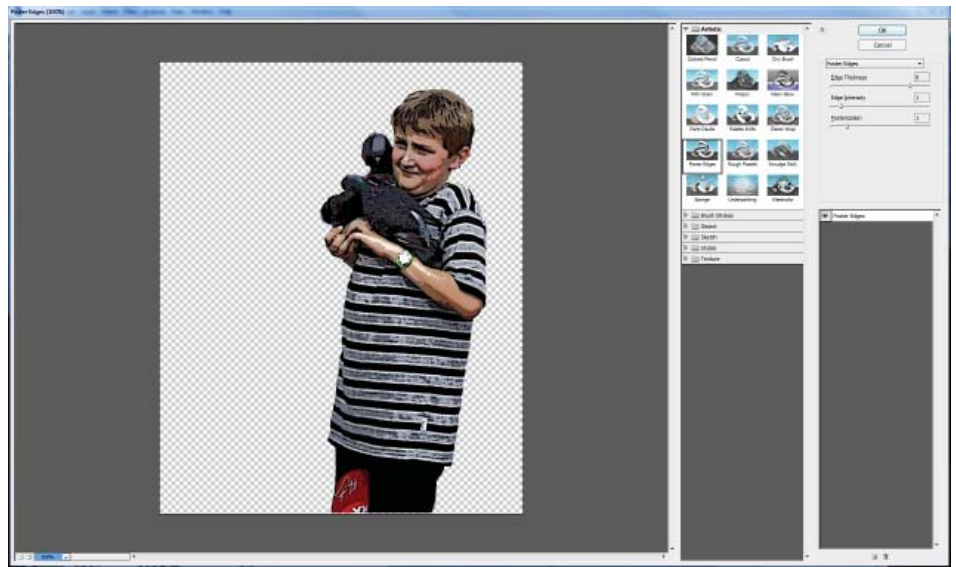 Poster Edges (100%)
Artistic
OK
Cancel
Colored Pencil
Cutout
Dry Brush
Film Grain
Fresco
Neon Glow
Paint Daubs
Palette Knife
Plastic Wrap
Poster Edges
Rough Pastels
Smudge Stick
Sponge
Underpainting
Watercolor
Poster Edges
Edge Thickness
Edge Intensity
1
Posterization
Brush Strokes
Distort
Sketch
Stylize
Texture
Poster Edges
100%